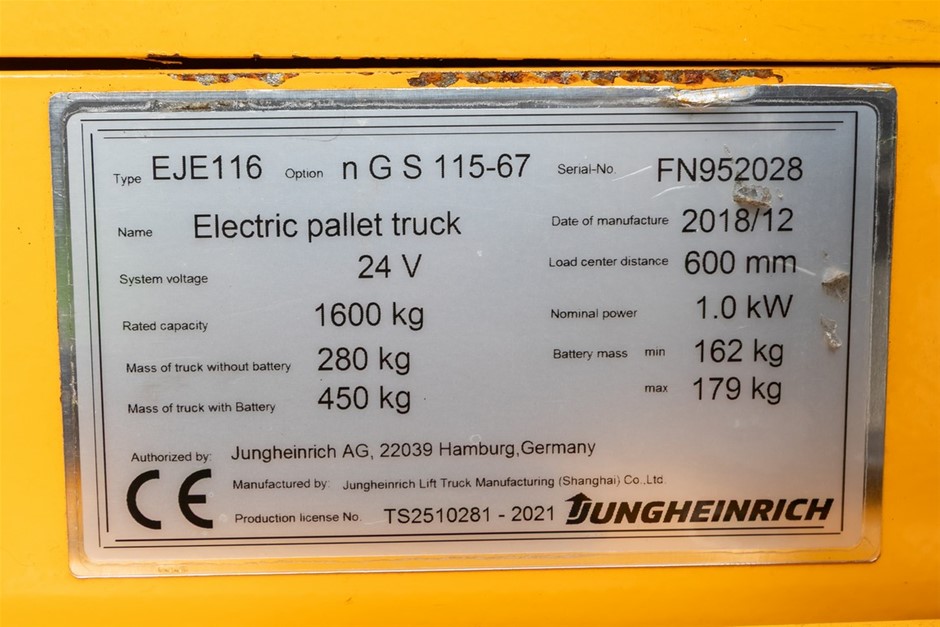 Type EJE116 Option n G S 115-67 Serial-No. FN952028
Name Electric pallet truck Date of manufacture 2018/12
System voltage 24 V Load center distance 600 mm
Rated capacity 1600 kg Nominal power 1.0 kW
Mass of truck without battery 280 kg Battery mass min 162 kg
Mass of truck with Battery 450 kg max 179 kg
Authorized by: Jungheinrich AG, 22039 Hamburg,Germany
CE Manufactured by: Jungheinrich Lift Truck Manufacturing (Shanghai) Co.,Ltd.
Production license No. TS2510281 - 2021 JUNGHEINRICH